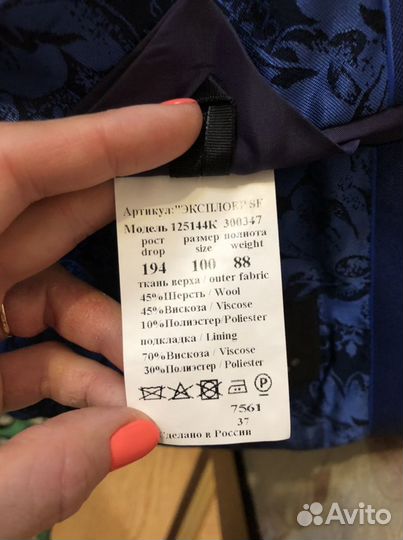 Артикул:"ЭКСПЛОЕР SF
Модель 125144К 300347
рост размер полнота
drop size weight
194 100 88
ткань верха / outer fabric
45%Шерсть / Wool
45%Вискоза / Viscose
10%Полиэстер/Poliester
подкладка / Lining
70%Вискоза / Viscose
30%Полиэстер/Poliester
P
7561
37
Сделано в России
Avito